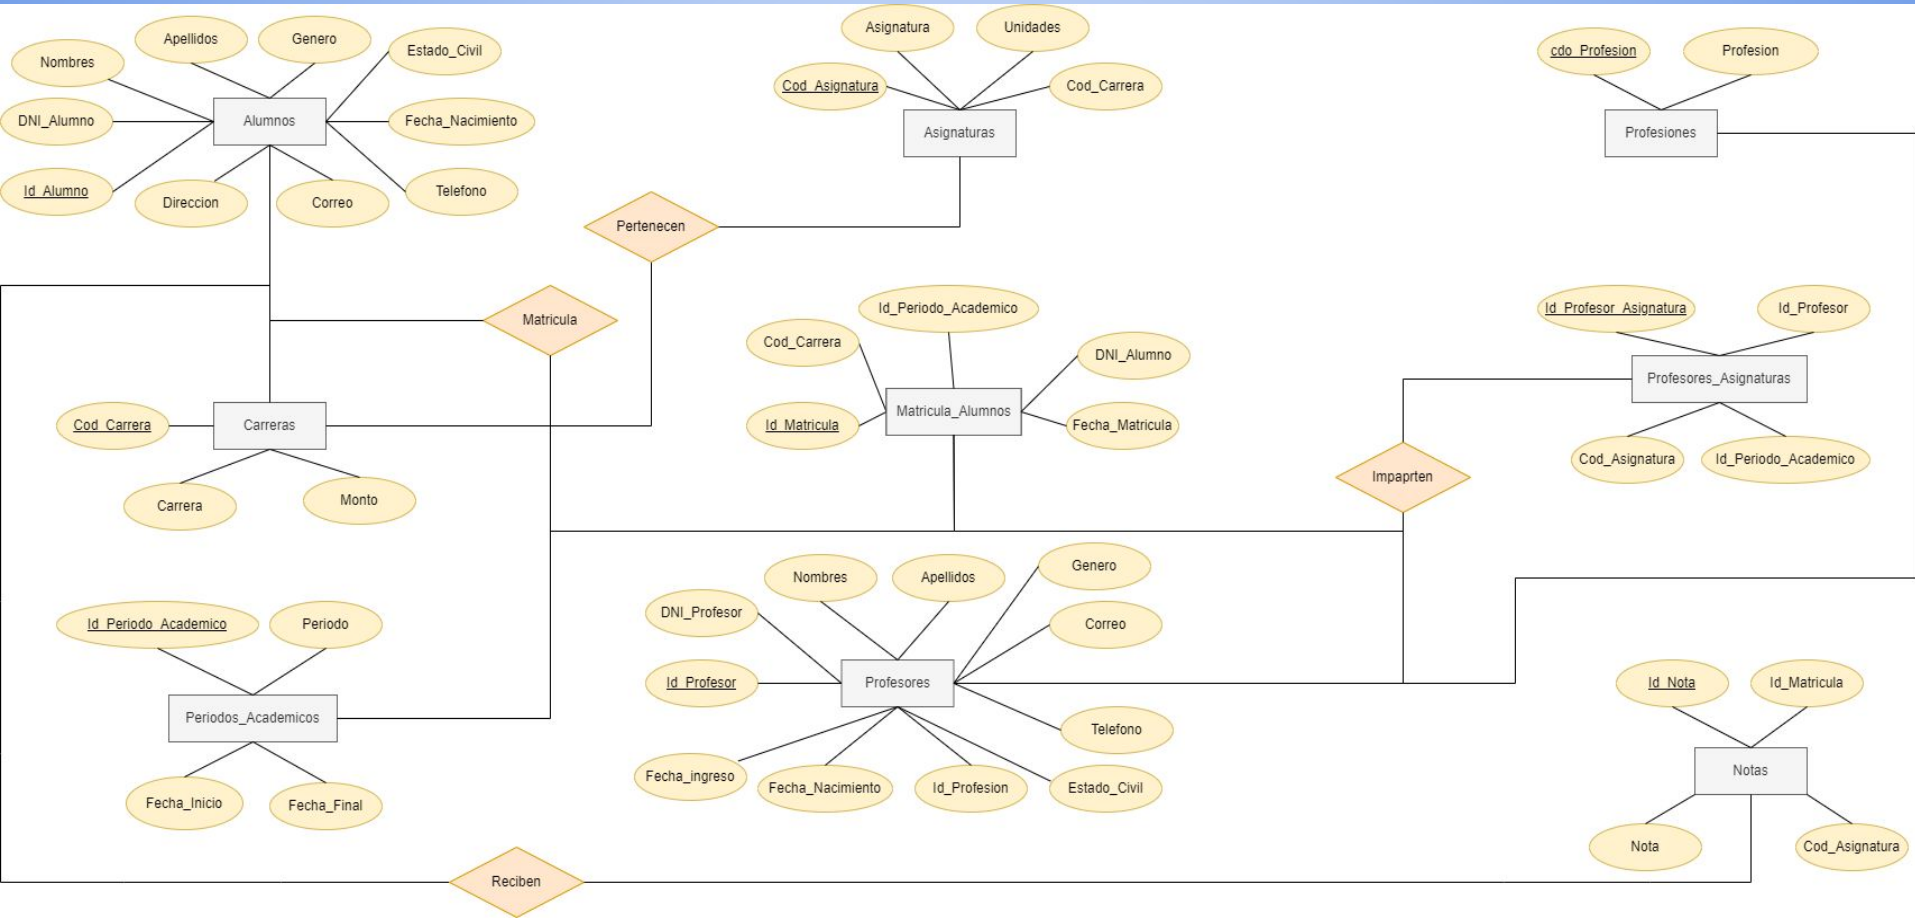 Apellidos
Genero
Nombres
Estado_Civil
DNI_Alumno
Alumnos
Fecha_Nacimiento
Id_Alumno
Direccion
Correo
Telefono
Asignatura
Unidades
Cod_Asignatura
Cod_Carrera
Asignaturas
cdo_Profesion
Profesion
Profesiones
Pertenecen
Matricula
Id_Periodo_Academico
Cod_Carrera
DNI_Alumno
Matricula_Alumnos
Id_Matricula
Fecha_Matricula
Id_Profesor_Asignatura
Id_Profesor
Profesores_Asignaturas
Cod_Asignatura
Id_Periodo_Academico
Impaprten
Cod_Carrera
Carreras
Carrera
Monto
Id_Periodo_Academico
Periodo
Periodos_Academicos
Fecha_Inicio
Fecha_Final
Nombres
Apellidos
Genero
DNI_Profesor
Correo
Id_Profesor
Profesores
Telefono
Fecha_ingreso
Fecha_Nacimiento
Id_Profesion
Estado_Civil
Id_Nota
Id_Matricula
Notas
Nota
Cod_Asignatura
Reciben